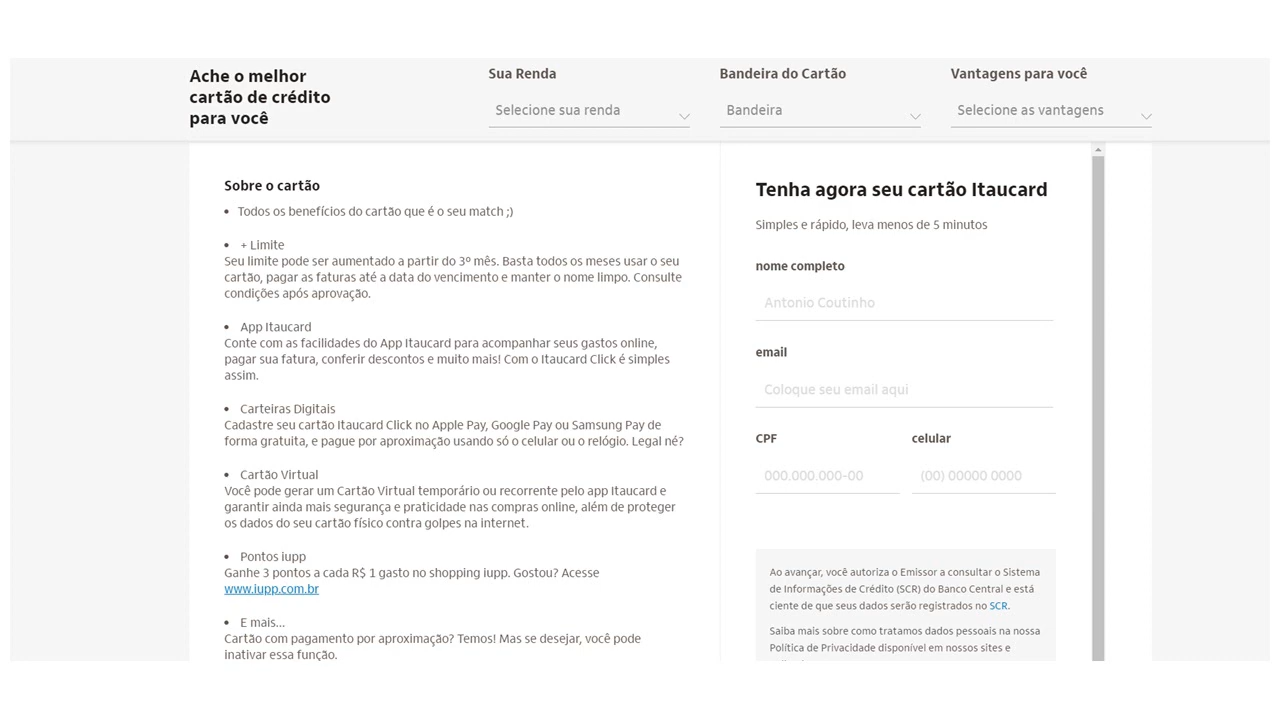 Ache o melhor
cartão de crédito
para você
Sua Renda
Selecione sua renda
Bandeira do Cartão
Bandeira
Vantagens para você
Selecione as vantagens
Sobre o cartão
• Todos os benefícios do cartão que é o seu match ;)
• + Limite
Seu limite pode ser aumentado a partir do 3º mês. Basta todos os meses usar o seu
cartão, pagar as faturas até a data do vencimento e manter o nome limpo. Consulte
condições após aprovação.
• App Itaucard
Conte com as facilidades do App Itaucard para acompanhar seus gastos online,
pagar sua fatura, conferir descontos e muito mais! Com o Itaucard Click é simples
assim.
• Carteiras Digitais
Cadastre seu cartão Itaucard Click no Apple Pay, Google Pay ou Samsung Pay de
forma gratuita, e pague por aproximação usando só o celular ou o relógio. Legal né?
• Cartão Virtual
Você pode gerar um Cartão Virtual temporário ou recorrente pelo app Itaucard e
garantir ainda mais segurança e praticidade nas compras online, além de proteger
os dados do seu cartão físico contra golpes na internet.
• Pontos iupp
Ganhe 3 pontos a cada R$ 1 gasto no shopping iupp. Gostou? Acesse
www.iupp.com.br
• E mais...
Cartão com pagamento por aproximação? Temos! Mas se desejar, você pode
inativar essa função.
Tenha agora seu cartão Itaucard
Simples e rápido, leva menos de 5 minutos
nome completo
Antonio Coutinho
email
Coloque seu email aqui
CPF
000.000.000-00
celular
(00) 00000 0000
Ao avançar, você autoriza o Emissor a consultar o Sistema
de Informações de Crédito (SCR) do Banco Central e está
ciente de que seus dados serão registrados no SCR.
Saiba mais sobre como tratamos dados pessoais na nossa
Política de Privacidade disponível em nossos sites e